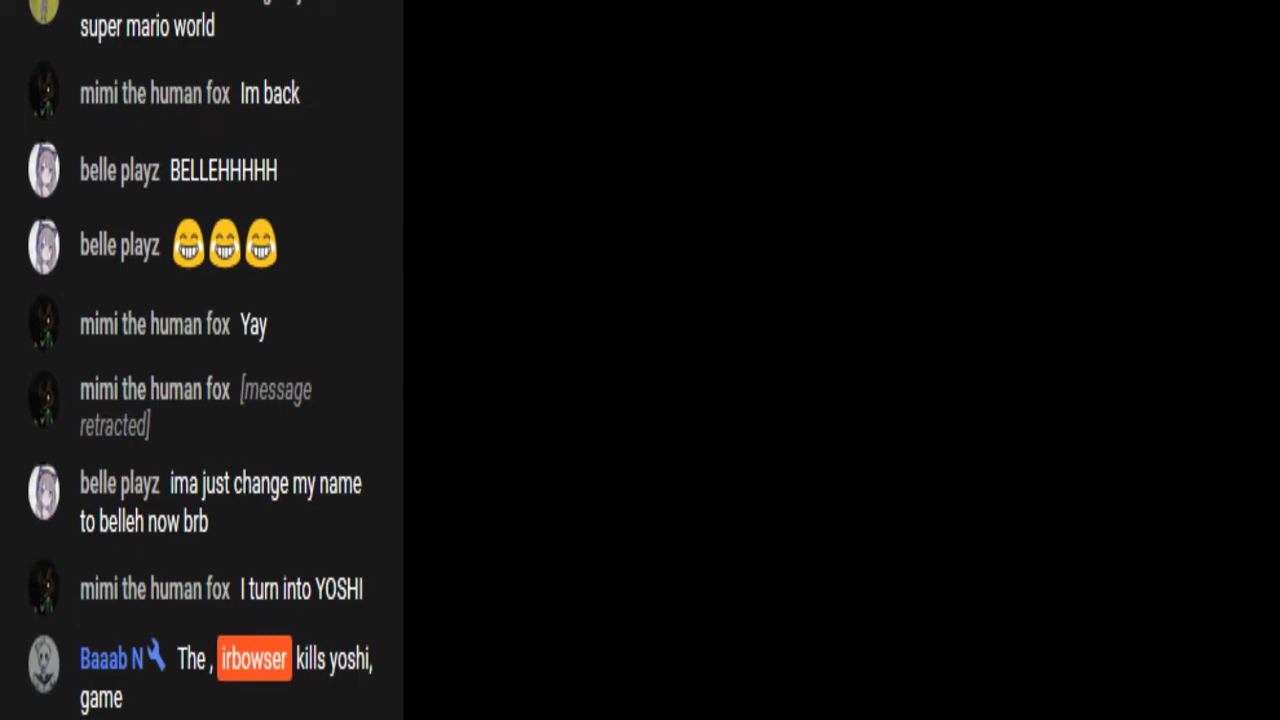 super mario world
mimi the human fox Im back
belle playz BELLEHHHHH
belle playz 😂😂😂
mimi the human fox Yay
mimi the human fox [message
retracted]
belle playz ima just change my name
to belleh now brb
mimi the human fox I turn into YOSHI
Baaab N The , irbowser kills yoshi,
game